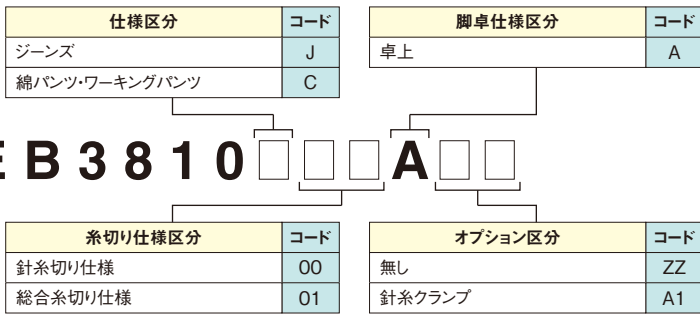 仕様区分 コード
ジーンズ J
綿パンツ・ワーキングパンツ C
脚卓仕様区分 コード
卓上 A
EB3810□□□A□□
糸切り仕様区分 コード
針糸切り仕様 00
総合糸切り仕様 01
オプション区分 コード
無し ZZ
針糸クランプ A1